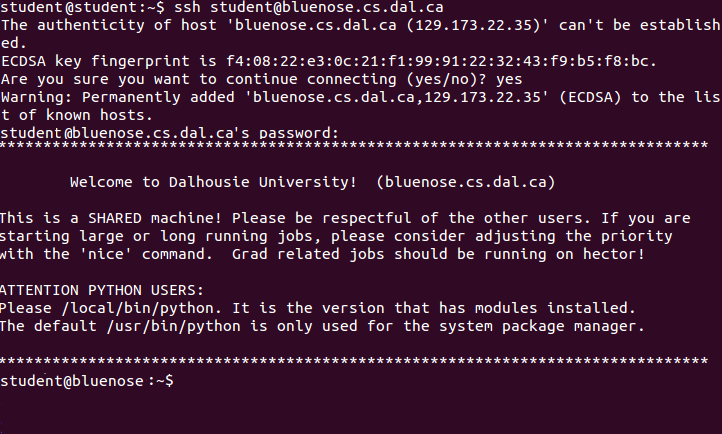 student@student:~$ ssh student@bluenose.cs.dal.ca
The authenticity of host 'bluenose.cs.dal.ca (129.173.22.35)' can't be establish
ed.
ECDSA key fingerprint is f4:08:22:e3:0c:21:f1:99:91:22:32:43:f9:b5:f8:bc.
Are you sure you want to continue connecting (yes/no)? yes
Warning: Permanently added 'bluenose.cs.dal.ca,129.173.22.35' (ECDSA) to the lis
t of known hosts.
student@bluenose.cs.dal.ca's password:
********************************************************************************
Welcome to Dalhousie University!  (bluenose.cs.dal.ca)
This is a SHARED machine! Please be respectful of the other users. If you are
starting large or long running jobs, please consider adjusting the priority
with the 'nice' command.  Grad related jobs should be running on hector!
ATTENTION PYTHON USERS:
Please /local/bin/python. It is the version that has modules installed.
The default /usr/bin/python is only used for the system package manager.
********************************************************************************
student@bluenose:~$